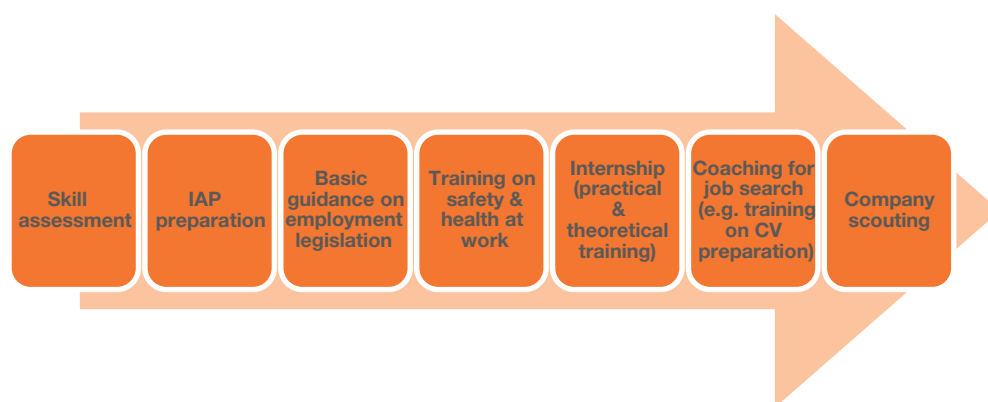 Skill
assessment
IAP
preparation
Basic
guidance on
employment
legislation
Training on
safety &
health at
work
Internship
(practical
&
theoretical
training)
Coaching for
job search
(e.g. training
on CV
preparation)
Company
scouting